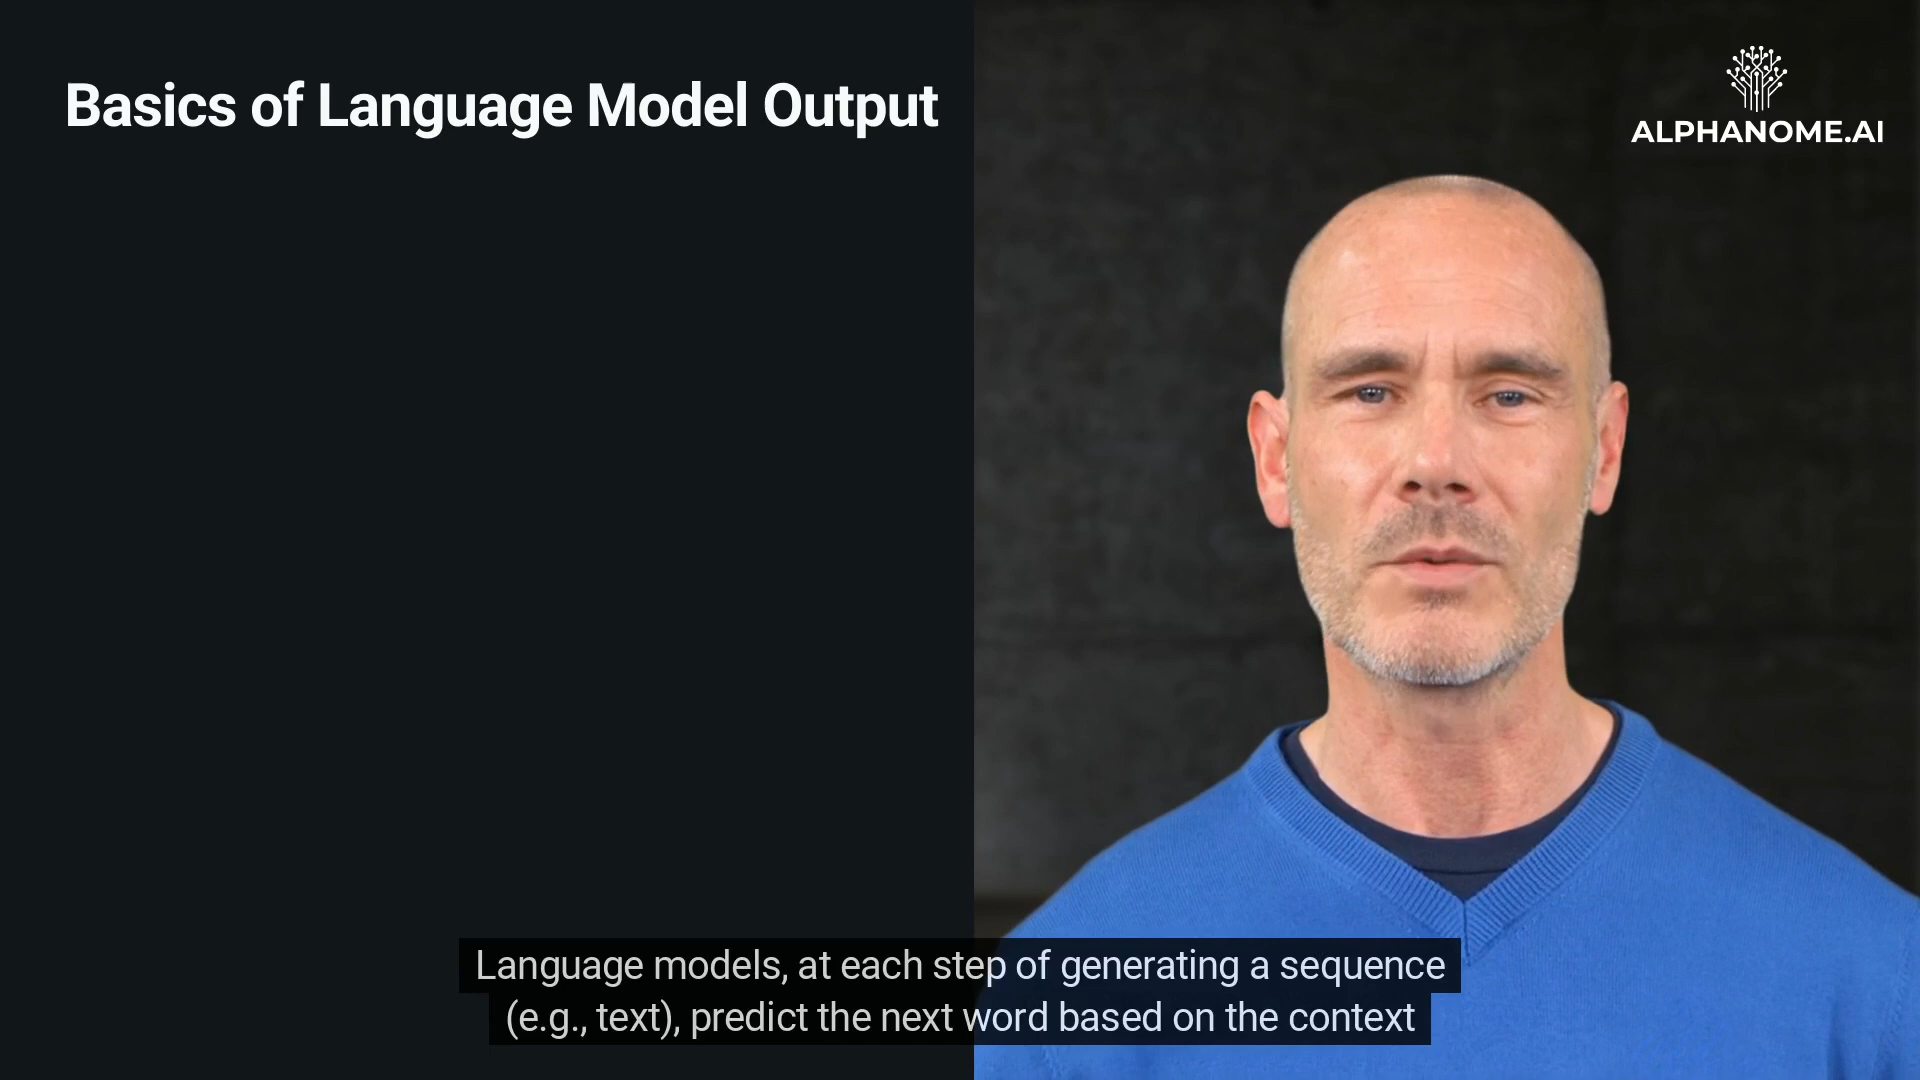 Basics of Language Model Output
ALPHANOME.AI
Language models, at each step of generating a sequence
(e.g., text), predict the next word based on the context